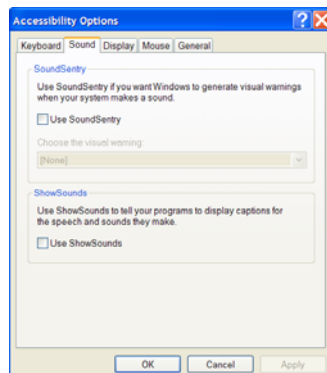 Accessibility Options
Keyboard Sound Display Mouse General
SoundSentry
Use SoundSentry if you want Windows to generate visual warnings
when your system makes a sound.
Use SoundSentry
Choose the visual warning:
[None]
ShowSounds
Use ShowSounds to tell your programs to display captions for
the speech and sounds they make.
Use ShowSounds
OK Cancel Apply